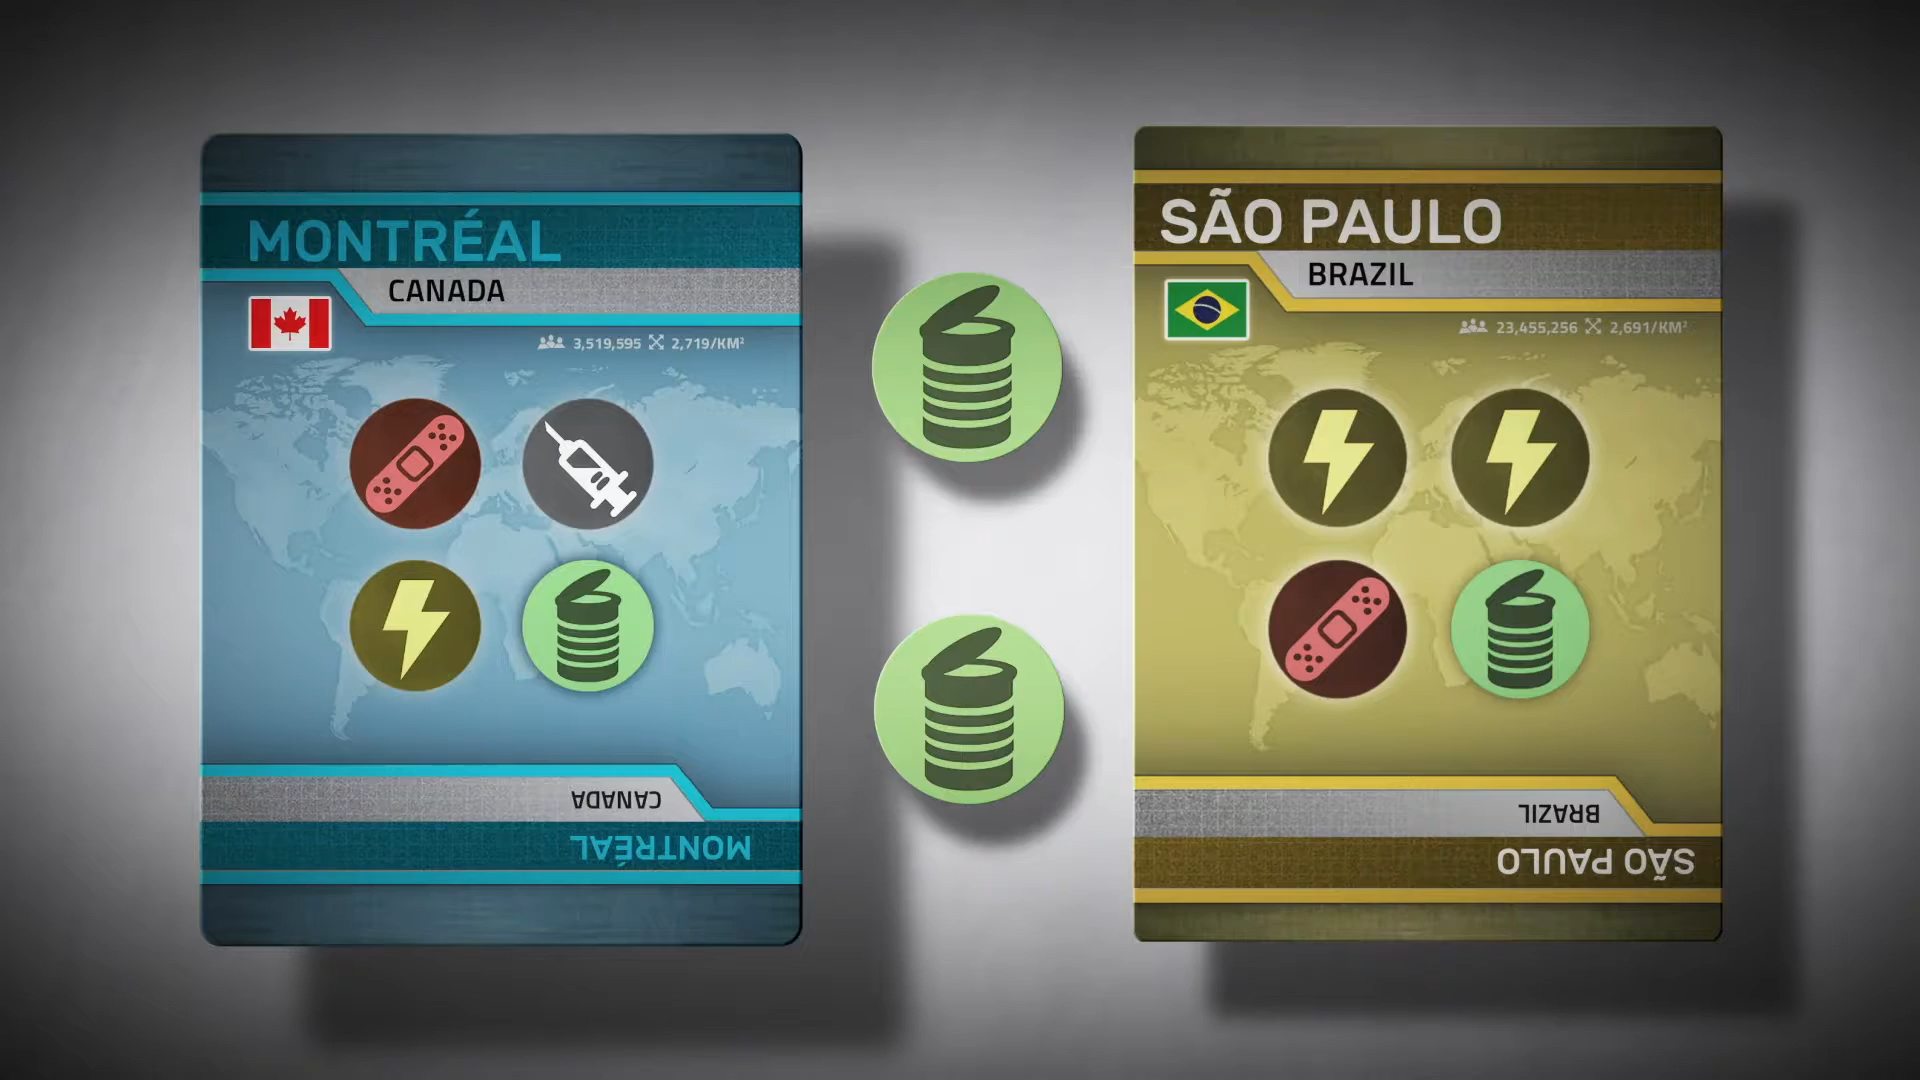 MONTRÉAL
CANADA
3,519,595 2,719/KM²
CANADA
MONTRÉAL
SÃO PAULO
BRAZIL
23,455,256 2,691/KM²
BRAZIL
SÃO PAULO